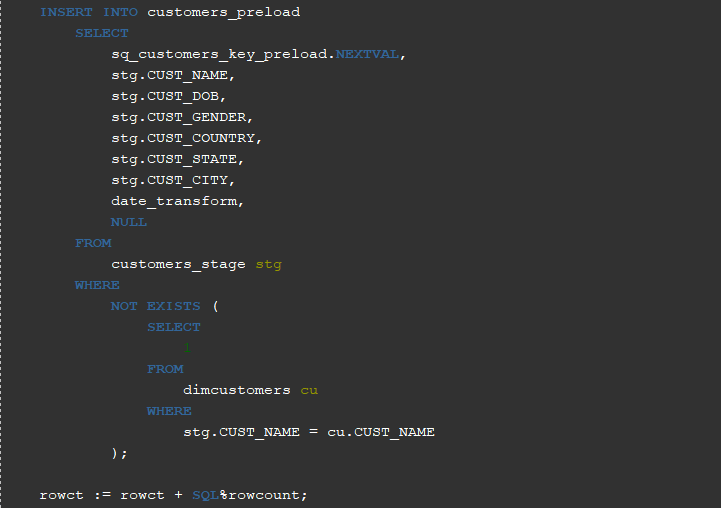 INSERT INTO customers_preload
SELECT
sq_customers_key_preload.NEXTVAL,
stg.CUST_NAME,
stg.CUST_DOB,
stg.CUST_GENDER,
stg.CUST_COUNTRY,
stg.CUST_STATE,
stg.CUST_CITY,
date_transform,
NULL
FROM
customers_stage stg
WHERE
NOT EXISTS (
SELECT
1
FROM
dimcustomers cu
WHERE
stg.CUST_NAME = cu.CUST_NAME
);
rowct := rowct + SQL%rowcount;